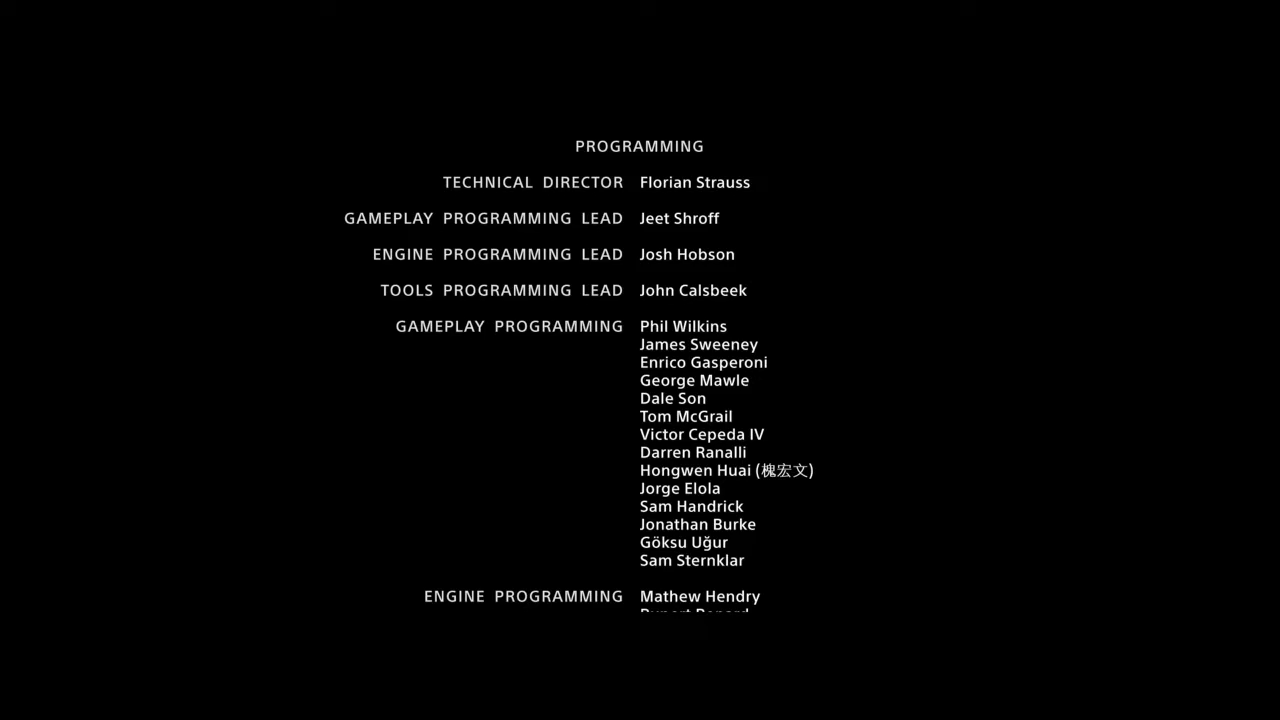 PROGRAMMING
TECHNICAL DIRECTOR Florian Strauss
GAMEPLAY PROGRAMMING LEAD Jeet Shroff
ENGINE PROGRAMMING LEAD Josh Hobson
TOOLS PROGRAMMING LEAD John Calsbeek
GAMEPLAY PROGRAMMING Phil Wilkins
James Sweeney
Enrico Gasperoni
George Mawle
Dale Son
Tom McGrail
Victor Cepeda IV
Darren Ranalli
Hongwen Huai (槐宏文)
Jorge Elola
Sam Handrick
Jonathan Burke
Göksu Uğur
Sam Sternklar
ENGINE PROGRAMMING Mathew Hendry